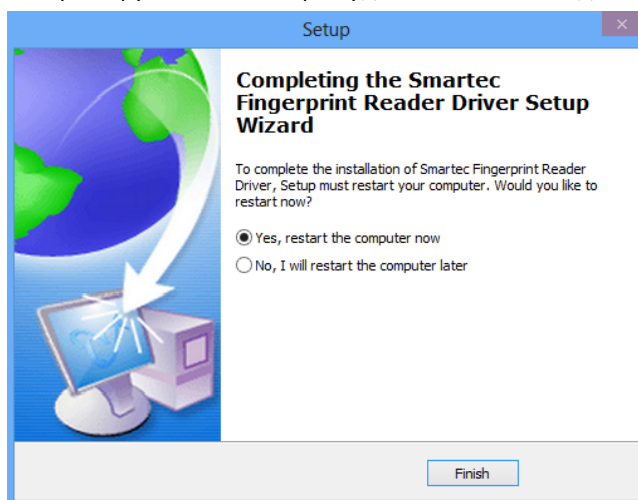 Setup
Completing the Smartec
Fingerprint Reader Driver Setup
Wizard
To complete the installation of Smartec Fingerprint Reader
Driver, Setup must restart your computer. Would you like to
restart now?
Yes, restart the computer now
No, I will restart the computer later
Finish